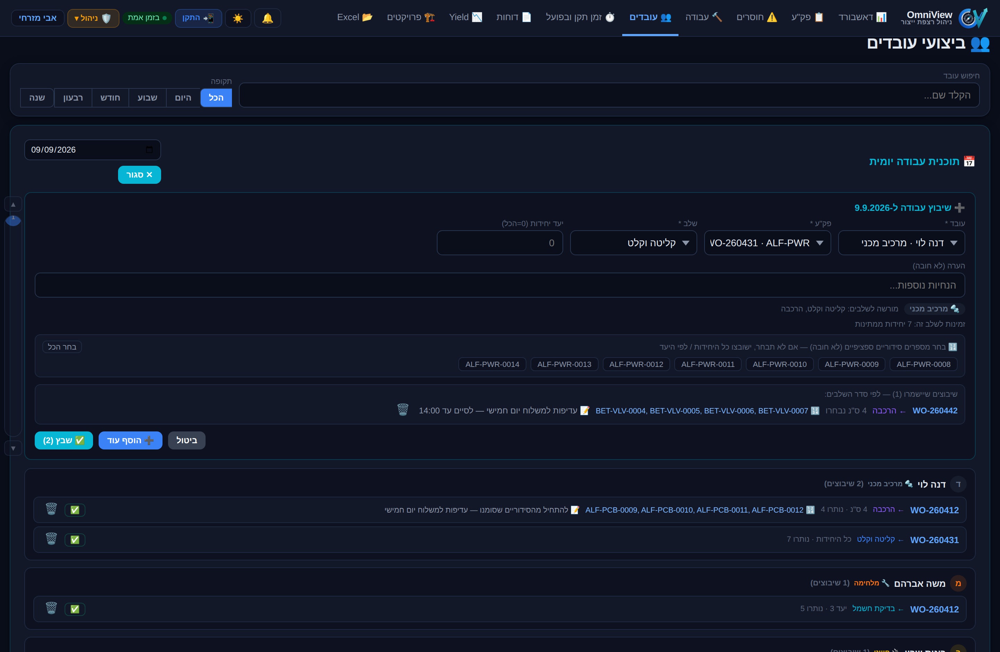 OmniView
ניהול רצפת ייצור
דאשבורד
פק"ע
חוסרים
עבודה
עובדים
זמן תקן ובפועל
דוחות
Yield
פרויקטים
Excel
התקן
בזמן אמת
ניהול ▾
אבי מזרחי
ביצועי עובדים
חיפוש עובד
הקלד שם...
תקופה
הכל
היום
שבוע
חודש
רבעון
שנה
תוכנית עבודה יומית
09/09/2026
✕ סגור
▲
1
▼
➕ שיבוץ עבודה ל-9.9.2026
עובד *
פק"ע *
שלב *
יעד יחידות (0=הכל)
דנה לוי · מרכיב מכני
WO-260431 · ALF-PWR
קליטה וקלט
0
הערה (לא חובה)
הנחיות נוספות...
מרכיב מכני מורשה לשלבים: קליטה וקלט, הרכבה
זמינות לשלב זה: 7 יחידות ממתינות
בחר מספרים סידוריים ספציפיים (לא חובה) — אם לא תבחר, ישובצו כל היחידות / לפי היעד
בחר הכל
ALF-PWR-0008 ALF-PWR-0009 ALF-PWR-0010 ALF-PWR-0011 ALF-PWR-0012 ALF-PWR-0013 ALF-PWR-0014
שיבוצים שיישמרו (1) — לפי סדר השלבים:
WO-260442 ← הרכבה 4 ס"נ נבחרו BET-VLV-0004, BET-VLV-0005, BET-VLV-0006, BET-VLV-0007 עדיפות למשלוח יום חמישי — לסיים עד 14:00
ביטול
➕ הוסף עוד
✅ שבץ (2)
ד דנה לוי מרכיב מכני (2 שיבוצים)
WO-260412 ← הרכבה 4 ס"נ · נותרו 4 ALF-PCB-0009, ALF-PCB-0010, ALF-PCB-0011, ALF-PCB-0012 להתחיל מהסידוריים שסומנו — עדיפות למשלוח יום חמישי
WO-260431 ← קליטה וקלט כל היחידות · נותרו 7
מ משה אברהם מלחימה (1 שיבוצים)
WO-260412 ← בדיקת חשמל יעד 3 · נותרו 5